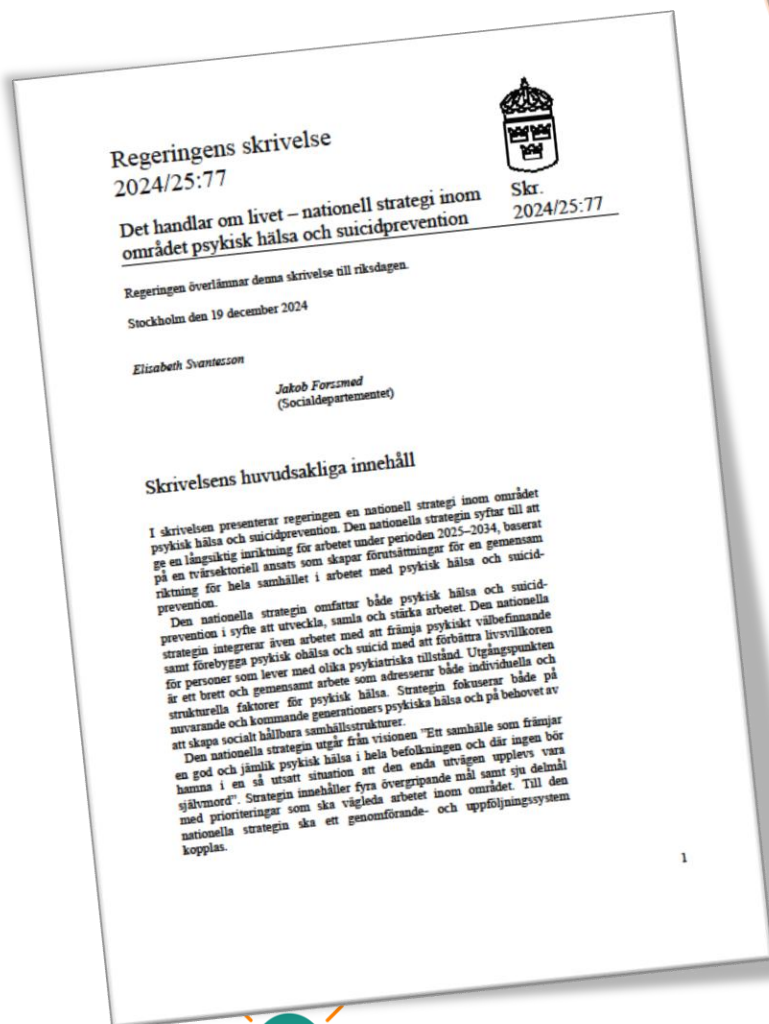 Regeringens skrivelse
2024/25:77
Det handlar om livet – nationell strategi inom
området psykisk hälsa och suicidprevention
Skr.
2024/25:77
Regeringen överlämnar denna skrivelse till riksdagen.
Stockholm den 19 december 2024
Elisabeth Svantesson
Jakob Forssmed
(Socialdepartementet)
Skrivelsens huvudsakliga innehåll
I skrivelsen presenterar regeringen en nationell strategi inom området
psykisk hälsa och suicidprevention. Den nationella strategin syftar till att
ge en långsiktig inriktning för arbetet under perioden 2025–2034, baserat
på en tvärsektoriell ansats som skapar förutsättningar för en gemensam
riktning för hela samhället i arbetet med psykisk hälsa och suicid-
prevention.
Den nationella strategin omfattar både psykisk hälsa och suicid-
prevention i syfte att utveckla, samla och stärka arbetet. Den nationella
strategin integrerar även arbetet med att främja psykiskt välbefinnande
samt förebygga psykisk ohälsa och suicid med att förbättra livsvillkoren
för personer som lever med olika psykiatriska tillstånd. Utgångspunkten
är ett brett och gemensamt arbete som adresserar både individuella och
strukturella faktorer för psykisk hälsa. Strategin fokuserar både på
nuvarande och kommande generationers psykiska hälsa och på behovet av
att skapa socialt hållbara samhällsstrukturer.
Den nationella strategin utgår från visionen ”Ett samhälle som främjar
en god och jämlik psykisk hälsa i hela befolkningen och där ingen bör
hamna i en så utsatt situation att den enda utvägen upplevs vara
självmord”. Strategin innehåller fyra övergripande mål samt sju delmål
med prioriteringar som ska vägleda arbetet inom området. Till den
nationella strategin ska ett genomförande- och uppföljningssystem
kopplas.
1